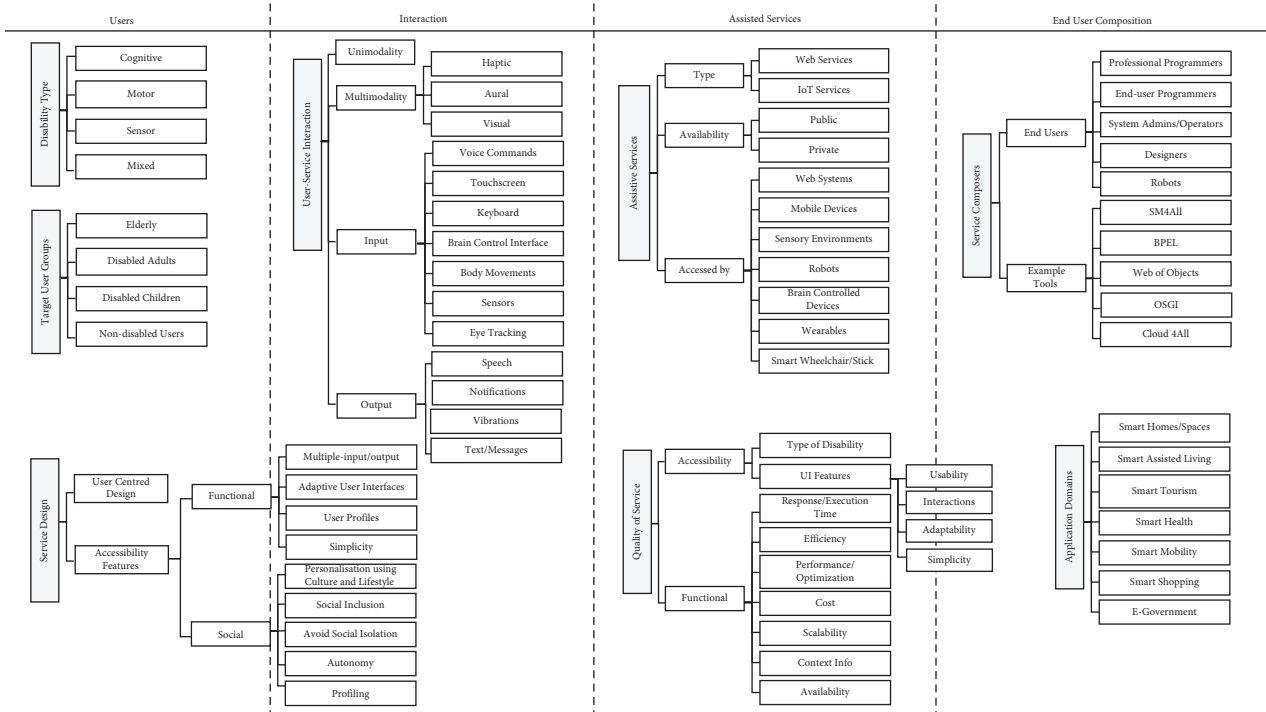 Users
Interaction
Assisted Services
End User Composition
Disability Type
Cognitive
Motor
Sensor
Mixed
Target User Groups
Elderly
Disabled Adults
Disabled Children
Non-disabled Users
User-Service Interaction
Unimodality
Multimodality
Haptic
Aural
Visual
Input
Voice Commands
Touchscreen
Keyboard
Brain Control Interface
Body Movements
Sensors
Eye Tracking
Output
Speech
Notifications
Vibrations
Text/Messages
Assistive Services
Type
Web Services
IoT Services
Availability
Public
Private
Accessed by
Web Systems
Mobile Devices
Sensory Environments
Robots
Brain Controlled
Devices
Wearables
Smart Wheelchair/Stick
Service Composers
End Users
Professional Programmers
End-user Programmers
System Admins/Operators
Designers
Robots
Example
Tools
SM4All
BPEL
Web of Objects
OSGI
Cloud 4All
Service Design
User Centred
Design
Accessibility
Features
Functional
Multiple-input/output
Adaptive User Interfaces
User Profiles
Simplicity
Social
Personalisation using
Culture and Lifestyle
Social Inclusion
Avoid Social Isolation
Autonomy
Profiling
Quality of Service
Accessibility
Type of Disability
UI Features
Usability
Interactions
Adaptability
Simplicity
Functional
Response/Execution
Time
Efficiency
Performance/
Optimization
Cost
Scalability
Context Info
Availability
Application Domains
Smart Homes/Spaces
Smart Assisted Living
Smart Tourism
Smart Health
Smart Mobility
Smart Shopping
E-Government